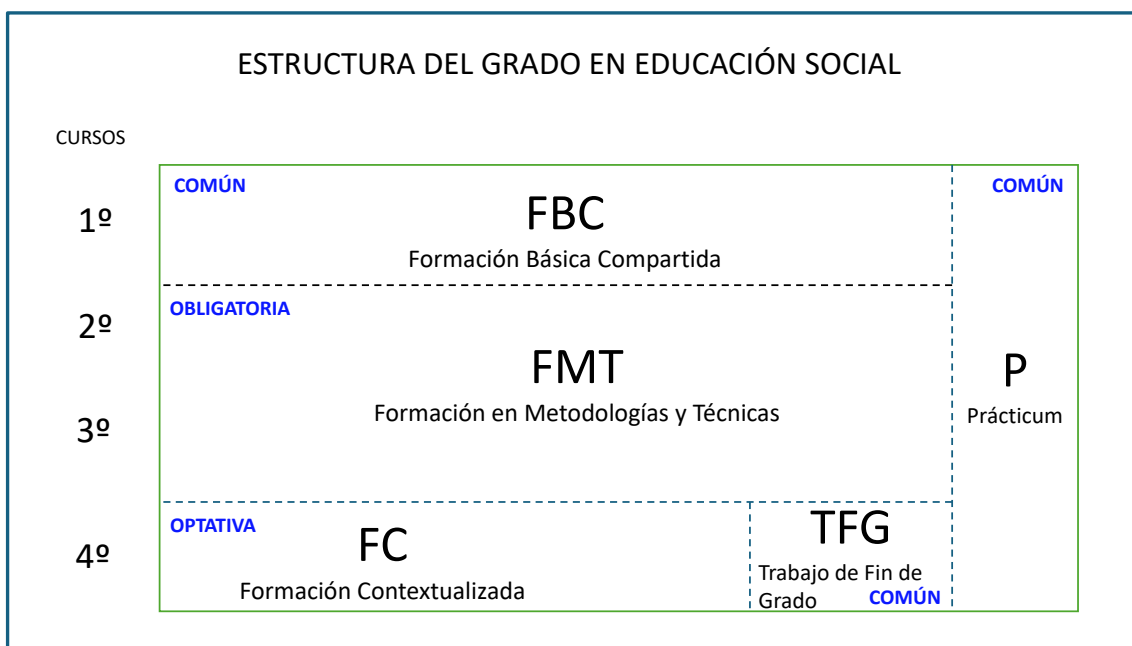 ESTRUCTURA DEL GRADO EN EDUCACIÓN SOCIAL
CURSOS
1º
COMÚN
FBC
Formación Básica Compartida
COMÚN
2º
OBLIGATORIA
FMT
Formación en Metodologías y Técnicas
3º
P
Prácticum
4º
OPTATIVA
FC
Formación Contextualizada
TFG
Trabajo de Fin de
Grado
COMÚN